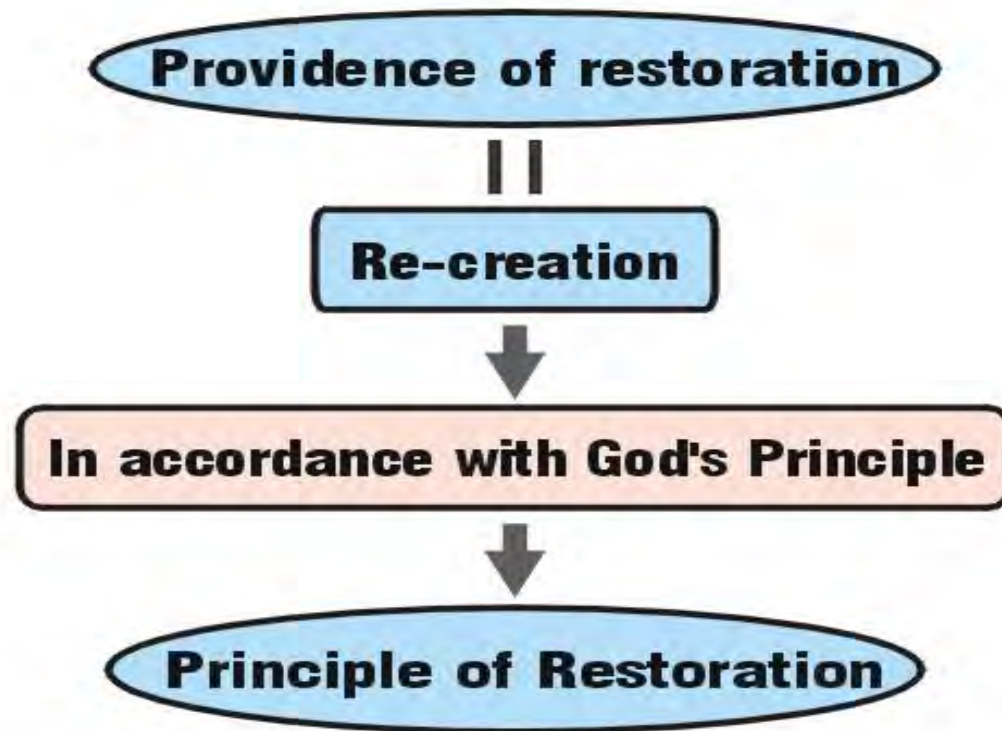 Providence of restoration
Re-creation
In accordance with God's Principle
Principle of Restoration